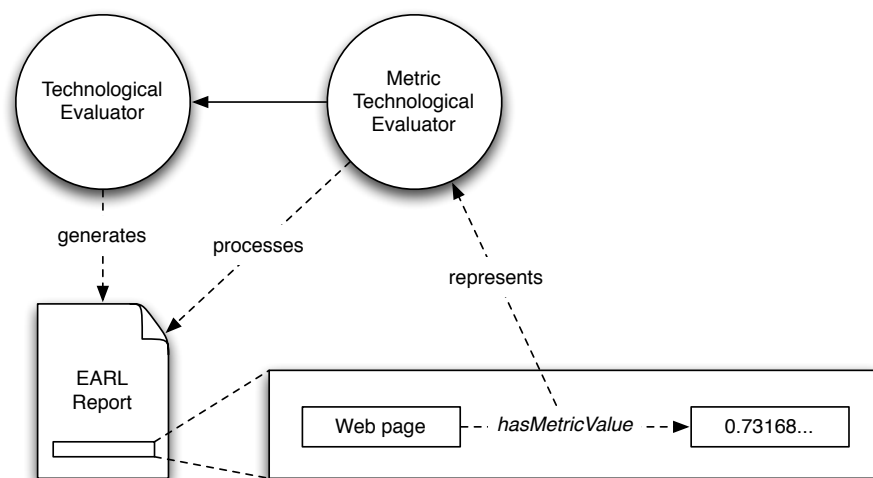 Technological
Evaluator
Metric
Technological
Evaluator
generates
processes
represents
EARL
Report
Web page
hasMetricValue
0.73168...